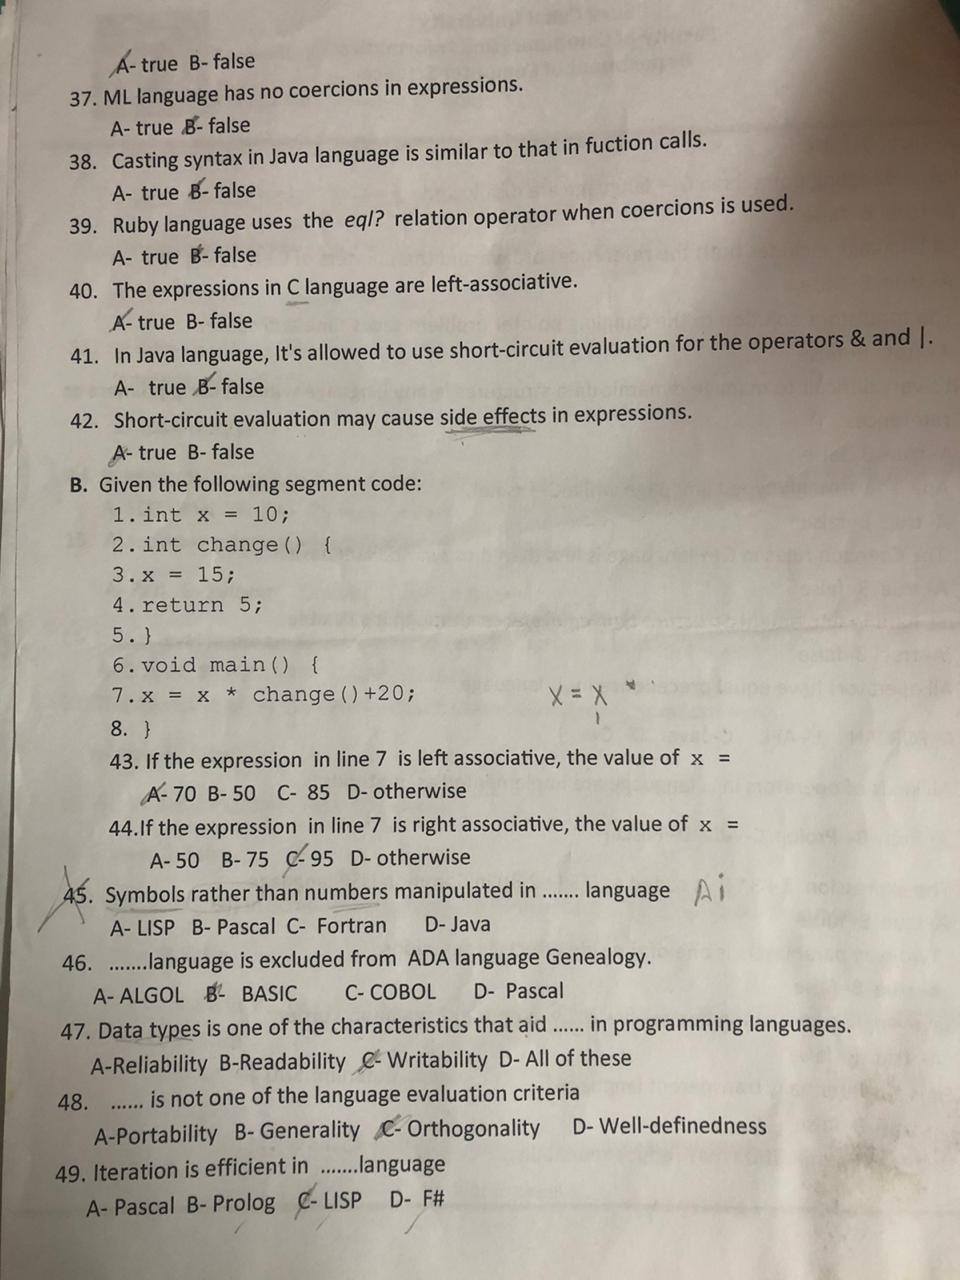 A- true B- false
37. ML language has no coercions in expressions.
A- true B- false
38. Casting syntax in Java language is similar to that in fuction calls.
A- true B- false
39. Ruby language uses the eql? relation operator when coercions is used.
A- true B- false
40. The expressions in C language are left-associative.
A- true B- false
41. In Java language, It's allowed to use short-circuit evaluation for the operators & and |.
A- true B- false
42. Short-circuit evaluation may cause side effects in expressions.
A- true B- false
B. Given the following segment code:
1. int x = 10;
2. int change() {
3. x = 15;
4. return 5;
5. }
6. void main() {
7. x = x * change()+20;
x = x *
8. }
43. If the expression in line 7 is left associative, the value of x =
A- 70 B- 50 C- 85 D- otherwise
44.If the expression in line 7 is right associative, the value of x =
A- 50 B- 75 C- 95 D- otherwise
45. Symbols rather than numbers manipulated in ....... language Ai
A- LISP B- Pascal C- Fortran D- Java
46. .......language is excluded from ADA language Genealogy.
A- ALGOL B- BASIC C- COBOL D- Pascal
47. Data types is one of the characteristics that aid ...... in programming languages.
A-Reliability B-Readability C- Writability D- All of these
48. ...... is not one of the language evaluation criteria
A-Portability B- Generality C- Orthogonality D- Well-definedness
49. Iteration is efficient in .......language
A- Pascal B- Prolog C- LISP D- F#